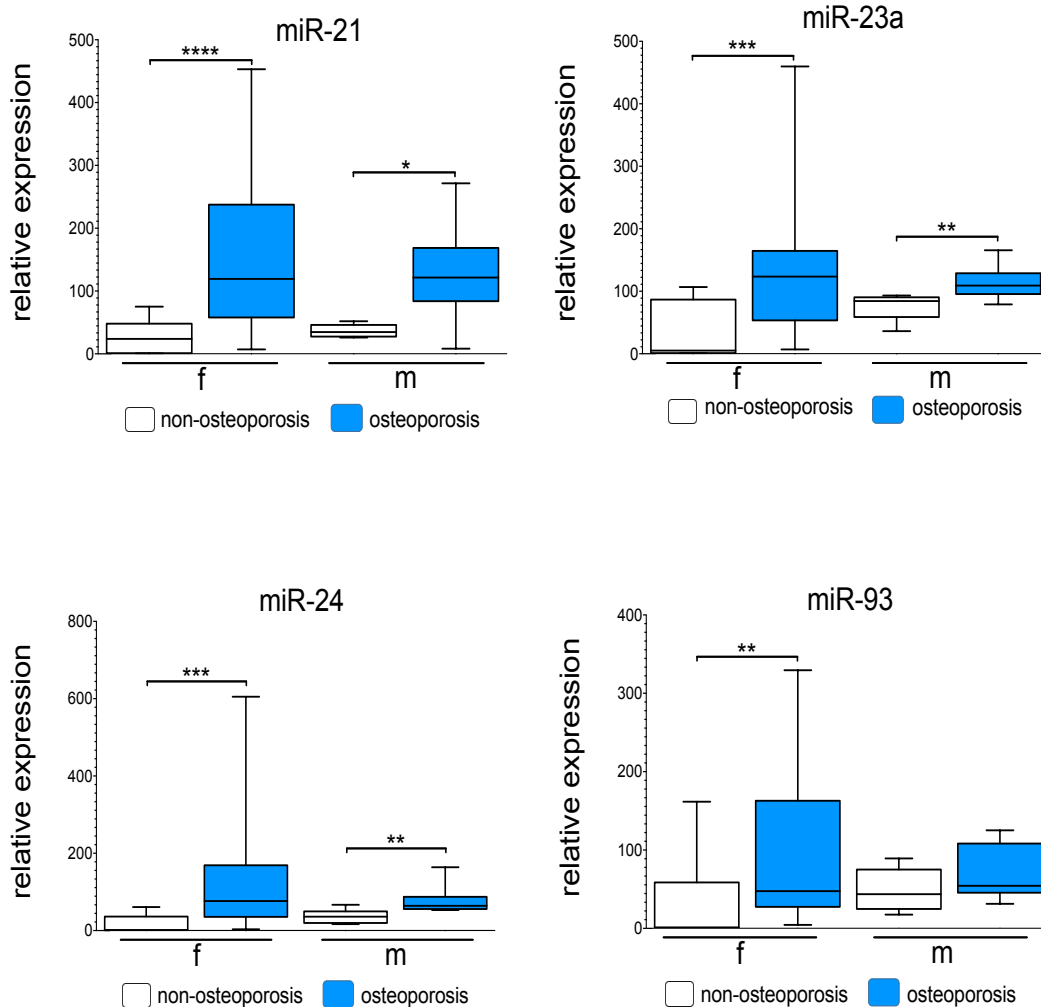 miR-21
relative expression
500
400
300
200
100
0
****
*
f
m
non-osteoporosis
osteoporosis
miR-23a
relative expression
500
400
300
200
100
0
***
**
f
m
non-osteoporosis
osteoporosis
miR-24
relative expression
800
600
400
200
0
***
**
f
m
non-osteoporosis
osteoporosis
miR-93
relative expression
400
300
200
100
0
**
f
m
non-osteoporosis
osteoporosis